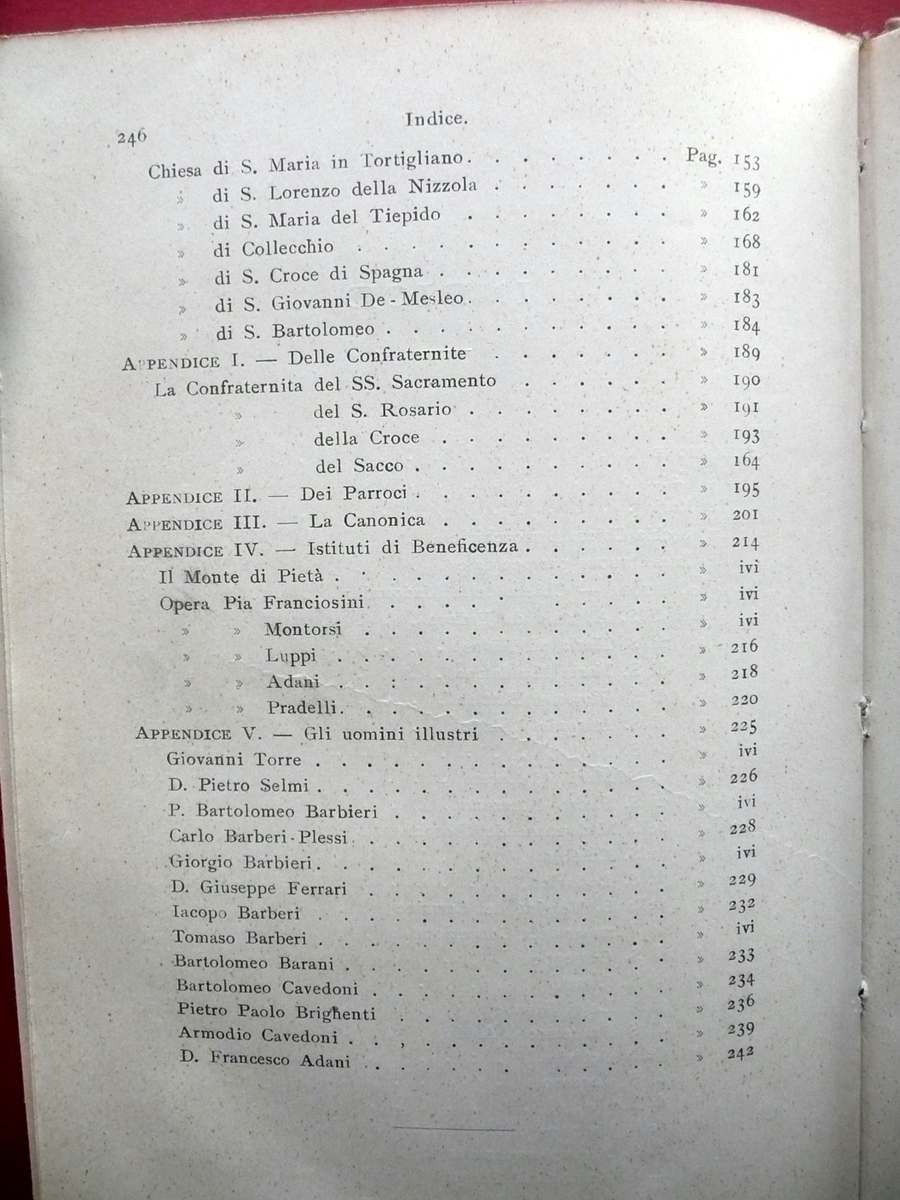 246
Indice.
Chiesa di S. Maria in Tortigliano . . . . . . . . Pag. 153
» di S. Lorenzo della Nizzola . . . . . . . » 159
» di S. Maria del Tiepido . . . . . . . . » 162
» di Collecchio . . . . . . . . . . . » 168
» di S. Croce di Spagna . . . . . . . . . » 181
» di S. Giovanni De-Mesleo . . . . . . . . » 183
» di S. Bartolomeo . . . . . . . . . . » 184
APPENDICE I. — Delle Confraternite . . . . . . . » 189
La Confraternita del SS. Sacramento . . . . . . » 190
» del S. Rosario . . . . . . . . » 191
» della Croce . . . . . . . . . » 193
» del Sacco . . . . . . . . . . » 164
APPENDICE II. — Dei Parroci . . . . . . . . . » 195
APPENDICE III. — La Canonica . . . . . . . . . » 201
APPENDICE IV. — Istituti di Beneficenza . . . . . . » 214
Il Monte di Pietà . . . . . . . . . . . . » ivi
Opera Pia Franciosini . . . . . . . . . . . » ivi
» » Montorsi . . . . . . . . . . . » ivi
» » Luppi . . . . . . . . . . . . » 216
» » Adani . . . . . . . . . . . . » 218
» » Pradelli . . . . . . . . . . . . » 220
APPENDICE V. — Gli uomini illustri . . . . . . . » 225
Giovanni Torre . . . . . . . . . . . . . » ivi
D. Pietro Selmi . . . . . . . . . . . . . » 226
P. Bartolomeo Barbieri . . . . . . . . . . » ivi
Carlo Barberi-Plessi . . . . . . . . . . . . » 228
Giorgio Barbieri . . . . . . . . . . . . . » ivi
D. Giuseppe Ferrari . . . . . . . . . . . » 229
Iacopo Barberi . . . . . . . . . . . . . » 232
Tomaso Barberi . . . . . . . . . . . . . » ivi
Bartolomeo Barani . . . . . . . . . . . . » 233
Bartolomeo Cavedoni . . . . . . . . . . . » 234
Pietro Paolo Brighenti . . . . . . . . . . » 236
Armodio Cavedoni . . . . . . . . . . . . » 239
D. Francesco Adani . . . . . . . . . . . » 242